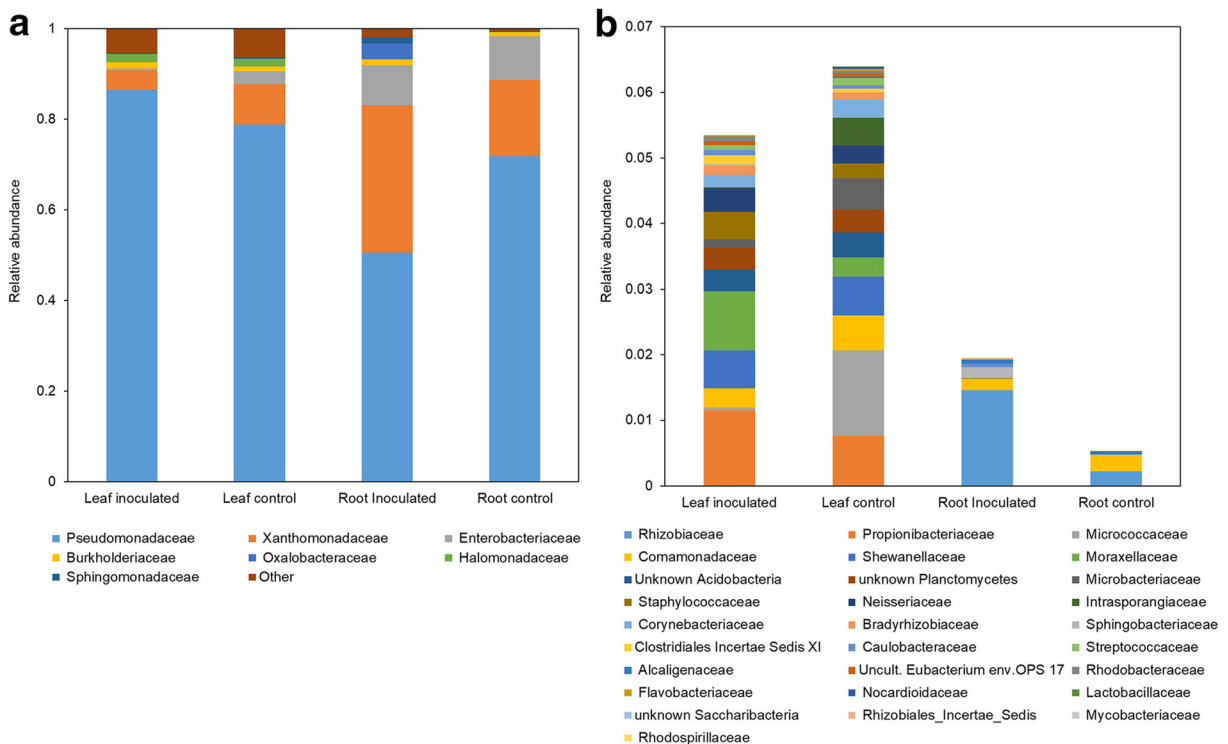 a
1
0.8
0.6
0.4
0.2
0
Relative abundance
Leaf inoculated Leaf control Root Inoculated Root control
Pseudomonadaceae Xanthomonadaceae Enterobacteriaceae
Burkholderiaceae Oxalobacteraceae Halomonadaceae
Sphingomonadaceae Other
b
0.07
0.06
0.05
0.04
0.03
0.02
0.01
0
Relative abundance
Leaf inoculated Leaf control Root Inoculated Root control
Rhizobiaceae Propionibacteriaceae Micrococcaceae
Comamonadaceae Shewanellaceae Moraxellaceae
Unknown Acidobacteria unknown Planctomycetes Microbacteriaceae
Staphylococcaceae Neisseriaceae Intrasporangiaceae
Corynebacteriaceae Bradyrhizobiaceae Sphingobacteriaceae
Clostridiales Incertae Sedis XI Caulobacteraceae Streptococcaceae
Alcaligenaceae Uncult. Eubacterium env.OPS 17 Rhodobacteraceae
Flavobacteriaceae Nocardioidaceae Lactobacillaceae
unknown Saccharibacteria Rhizobiales_Incertae_Sedis Mycobacteriaceae
Rhodospirillaceae